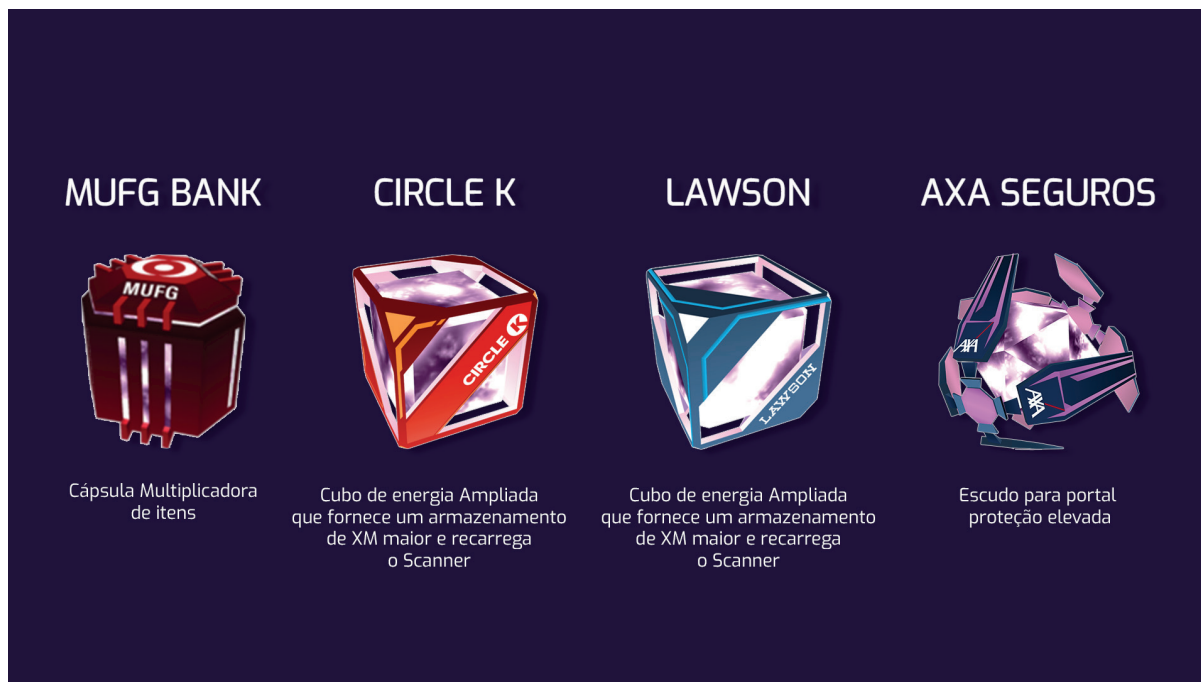 MUFG BANK
CIRCLE K
LAWSON
AXA SEGUROS
MUFG
CIRCLE K
LAWSON
AXA
AXA
Cápsula Multiplicadora
de itens
Cubo de energia Ampliada
que fornece um armazenamento
de XM maior e recarrega
o Scanner
Cubo de energia Ampliada
que fornece um armazenamento
de XM maior e recarrega
o Scanner
Escudo para portal
proteção elevada